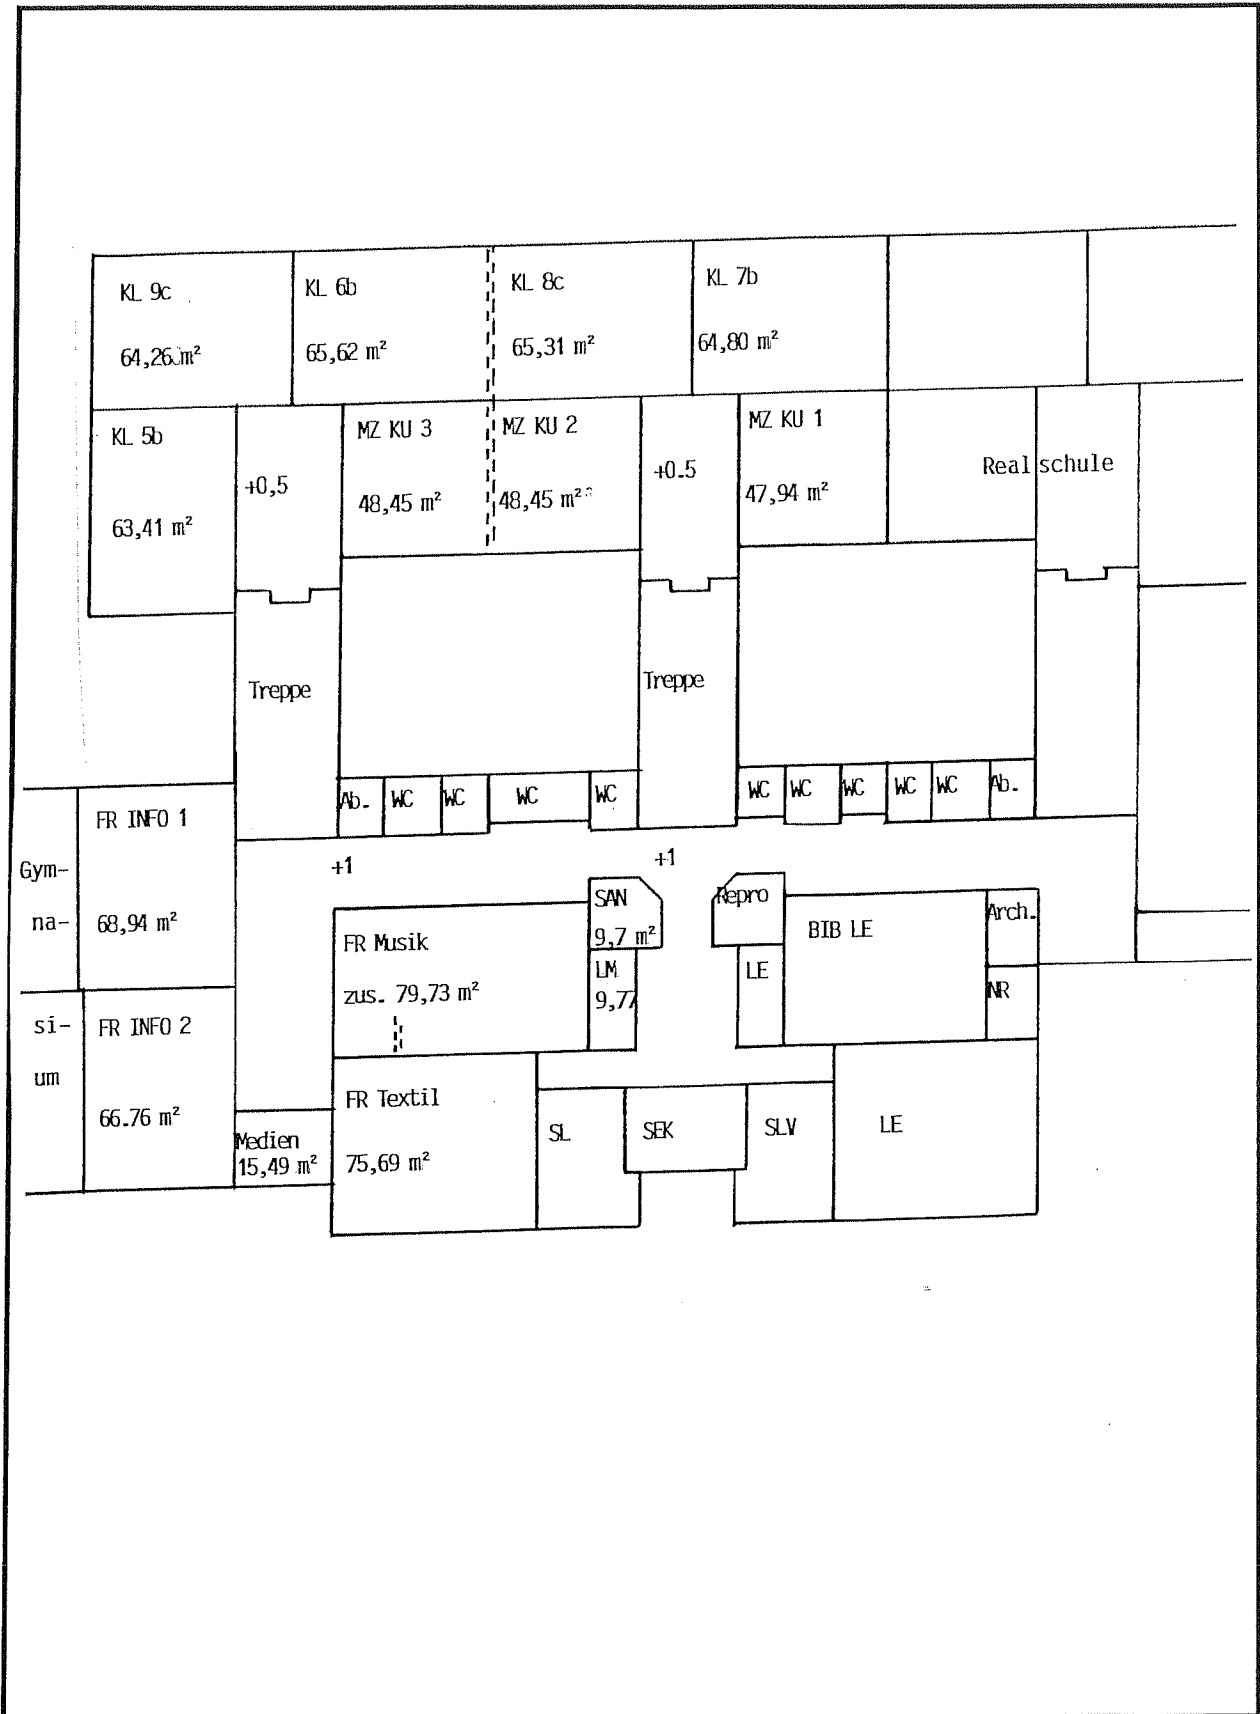 KL 9c
64,26 m²
KL 6b
65,62 m²
KL 8c
65,31 m²
KL 7b
64,80 m²
KL 5b
63,41 m²
+0,5
MZ KU 3
48,45 m²
MZ KU 2
48,45 m²
+0.5
MZ KU 1
47,94 m²
Realschule
Treppe
Treppe
Ab.
WC
WC
WC
WC
WC
WC
WC
WC
WC
Ab.
+1
+1
Gym-
na-
si-
um
FR INFO 1
68,94 m²
FR INFO 2
66.76 m²
Medien
15,49 m²
FR Musik
zus. 79,73 m²
SAN
9,7 m²
LM
9,77
Repro
LE
BIB LE
Arch.
NR
FR Textil
75,69 m²
SL
SEK
SLV
LE